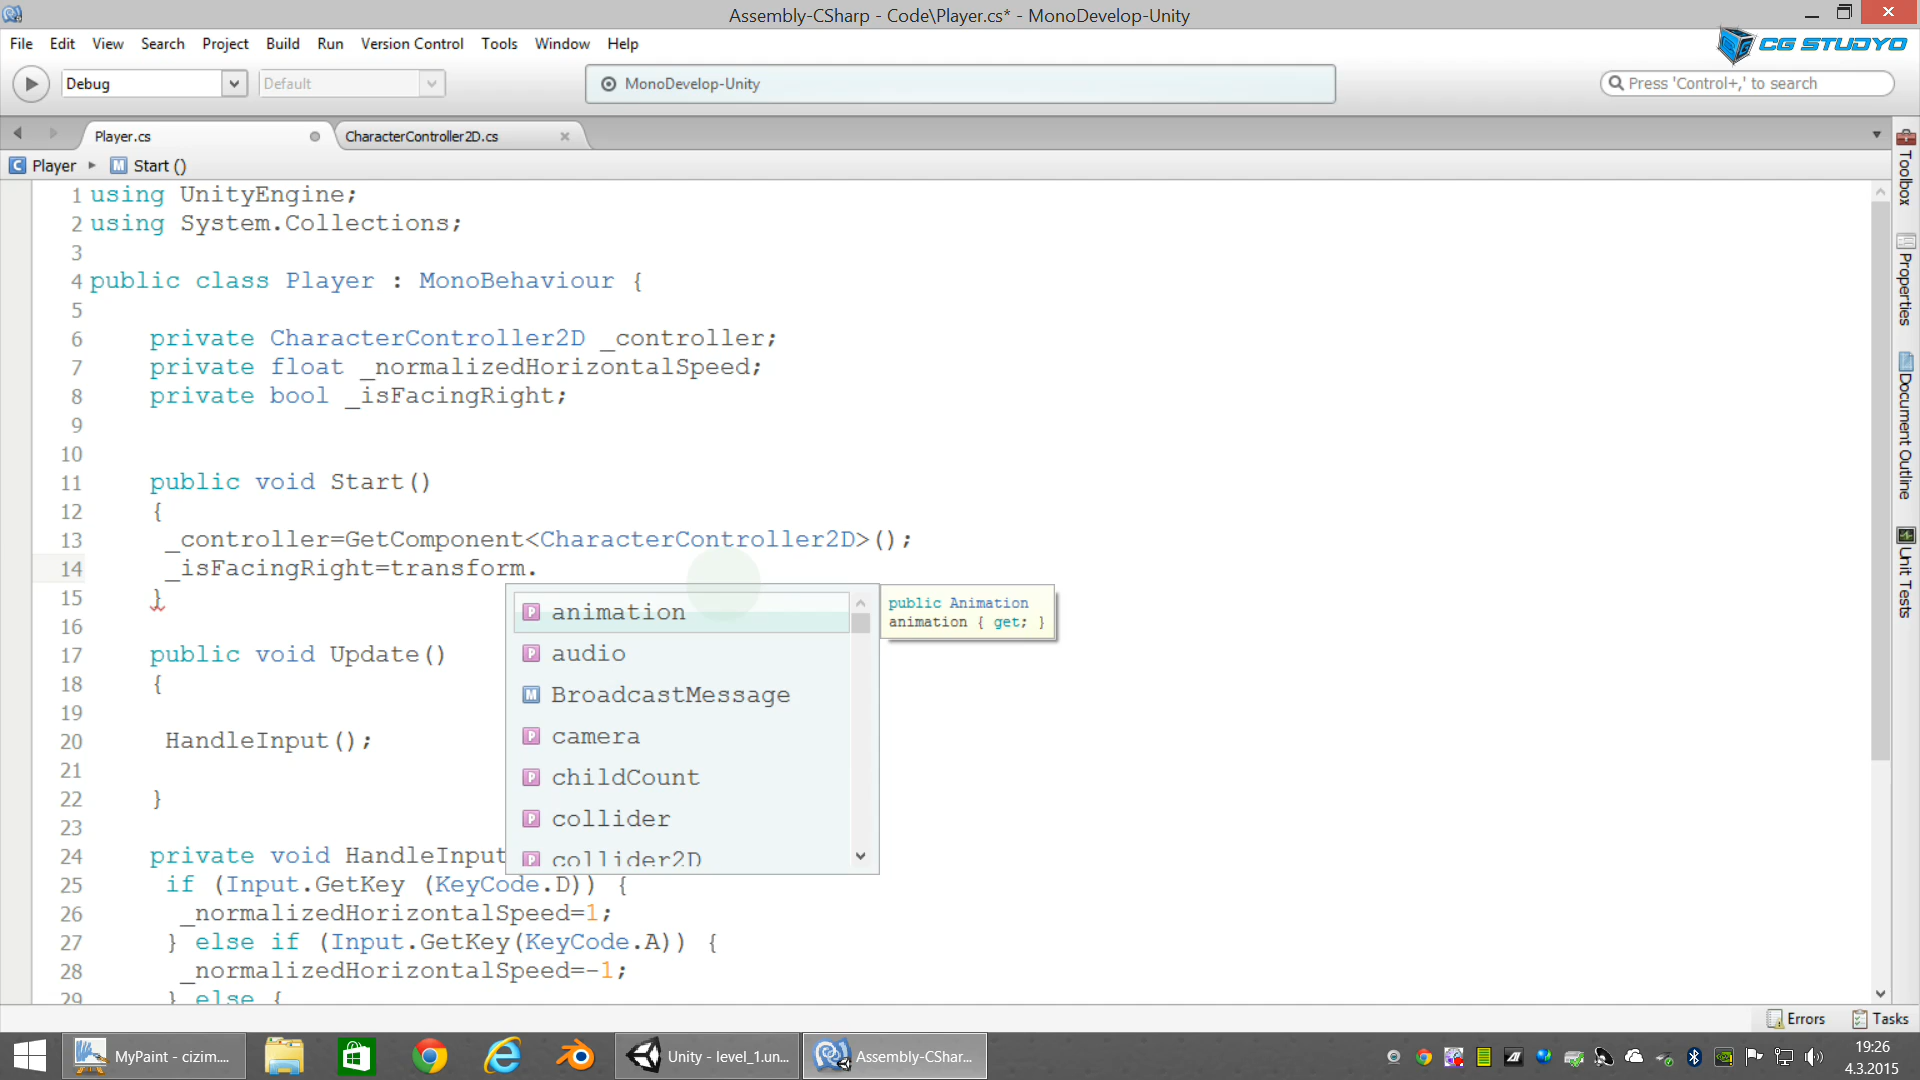 Assembly-CSharp - Code\Player.cs* - MonoDevelop-Unity
File Edit View Search Project Build Run Version Control Tools Window Help
CG STUDYO
Debug Default MonoDevelop-Unity Press 'Control+,' to search
Player.cs CharacterController2D.cs
Player Start ()
1 using UnityEngine;
2 using System.Collections;
3
4 public class Player : MonoBehaviour {
5
6 private CharacterController2D _controller;
7 private float _normalizedHorizontalSpeed;
8 private bool _isFacingRight;
9
10
11 public void Start()
12 {
13 _controller=GetComponent<CharacterController2D>();
14 _isFacingRight=transform.
15 }
16
17 public void Update()
18 {
19
20 HandleInput();
21
22 }
23
24 private void HandleInput
25 if (Input.GetKey (KeyCode.D)) {
26 _normalizedHorizontalSpeed=1;
27 } else if (Input.GetKey(KeyCode.A)) {
28 _normalizedHorizontalSpeed=-1;
29 } else {
animation
audio
BroadcastMessage
camera
childCount
collider
collider2D
public Animation
animation { get; }
Toolbox
Properties
Document Outline
Unit Tests
Errors Tasks
MyPaint - cizim....
Unity - level_1.un...
Assembly-CShar...
19:26
4.3.2015